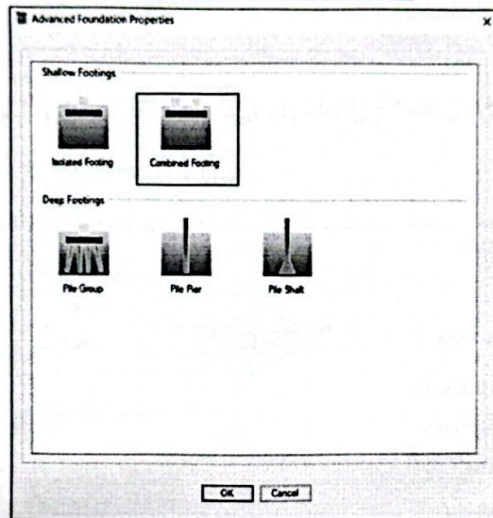 Advanced Foundation Properties
Shallow Footings
Isolated Footing Combined Footing
Deep Footings
Pile Group Pile Pier Pile Shaft
OK Cancel